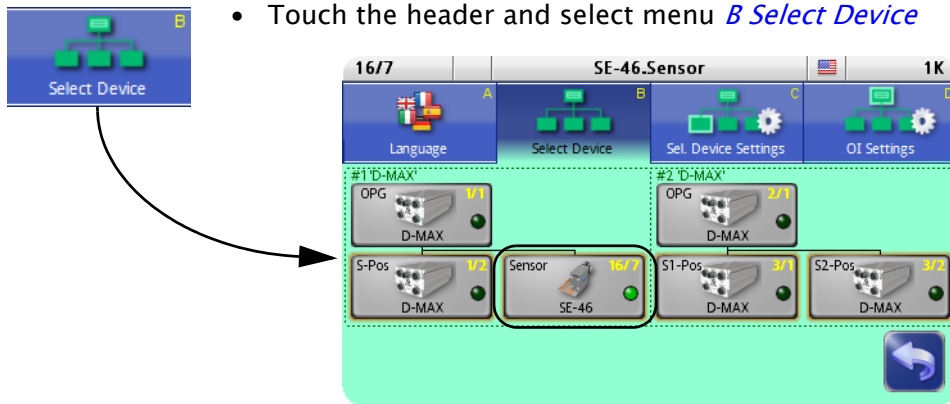 B
Select Device
• Touch the header and select menu B Select Device
16/7 SE-46.Sensor 1K
A B C D
Language Select Device Sel. Device Settings OI Settings
#1 'D-MAX' #2 'D-MAX'
OPG 1/1 OPG 2/1
D-MAX D-MAX
S-Pos 1/2 Sensor 16/7 S1-Pos 3/1 S2-Pos 3/2
D-MAX SE-46 D-MAX D-MAX